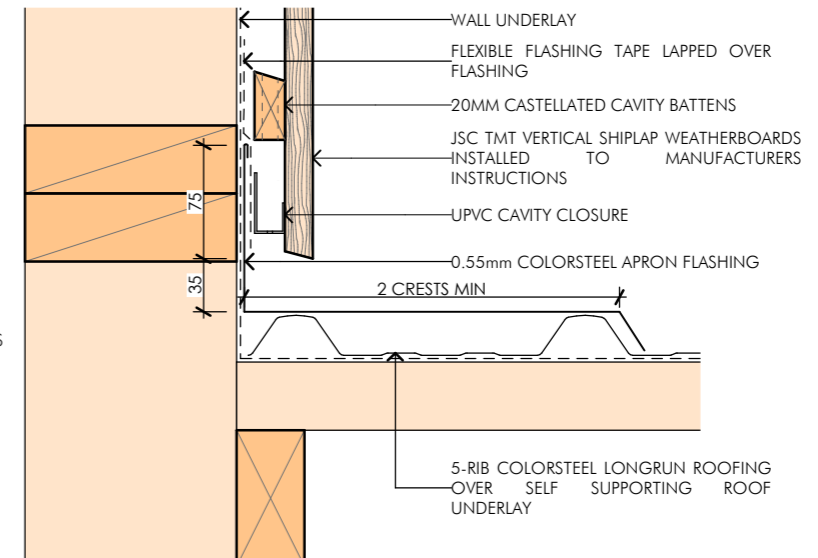 WALL UNDERLAY
FLEXIBLE FLASHING TAPE LAPPED OVER
FLASHING
20MM CASTELLATED CAVITY BATTENS
JSC TMT VERTICAL SHIPLAP WEATHERBOARDS
INSTALLED TO MANUFACTURERS
INSTRUCTIONS
75
UPVC CAVITY CLOSURE
0.55mm COLORSTEEL APRON FLASHING
35
2 CRESTS MIN
S
5-RIB COLORSTEEL LONGRUN ROOFING
OVER SELF SUPPORTING ROOF
UNDERLAY